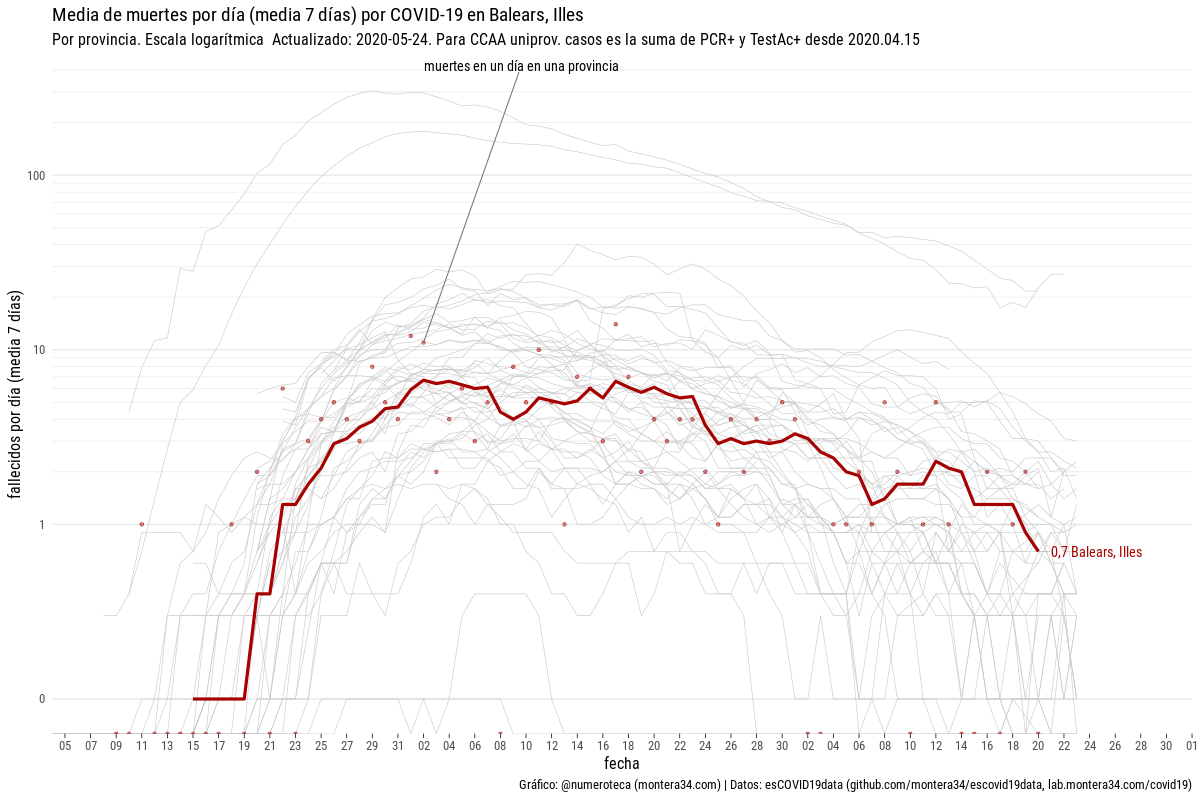 Media de muertes por día (media 7 días) por COVID-19 en Balears, Illes
Por provincia. Escala logarítmica  Actualizado: 2020-05-24. Para CCAA uniprov. casos es la suma de PCR+ y TestAc+ desde 2020.04.15
muertes en un día en una provincia
fallecidos por día (media 7 días)
100
10
1
0
0,7 Balears, Illes
05 07 09 11 13 15 17 19 21 23 25 27 29 31 02 04 06 08 10 12 14 16 18 20 22 24 26 28 30 02 04 06 08 10 12 14 16 18 20 22 24 26 28 30 01
fecha
Gráfico: @numeroteca (montera34.com) | Datos: esCOVID19data (github.com/montera34/escovid19data, lab.montera34.com/covid19)